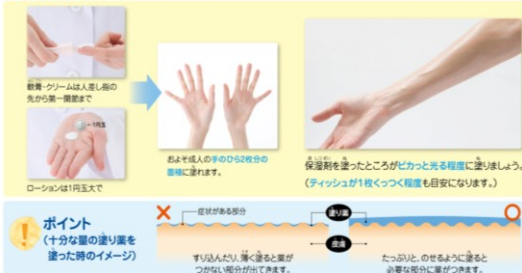 軟膏・クリームは人差し指の
先から第一関節まで
1円玉
ローションは1円玉大で
およそ成人の手のひら2枚分の
面積に塗れます。
保湿剤を塗ったところがピカっと光る程度に塗りましょう。
(ティッシュが1枚くっつく程度も目安になります。)
ポイント
(十分な量の塗り薬を
塗った時のイメージ)
症状がある部分
塗り薬
皮膚
すり込んだり、薄く塗ると薬が
つかない部分が出てきます。
たっぷりと、のせるように塗ると
必要な部分に薬がつきます。